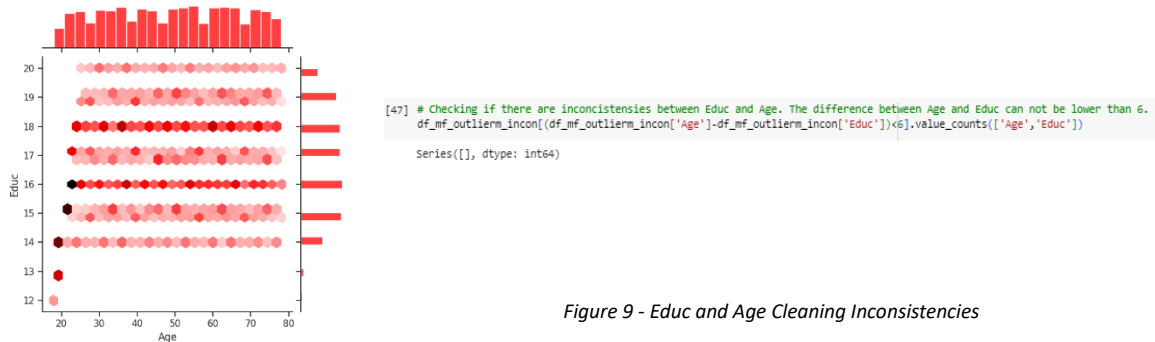 20
19
18
17
16
15
14
13
12
Educ
20 30 40 50 60 70 80
Age
[47] # Checking if there are inconcistensies between Educ and Age. The difference between Age and Educ can not be lower than 6.
df_mf_outlierm_incon[(df_mf_outlierm_incon['Age']-df_mf_outlierm_incon['Educ'])<6].value_counts(['Age','Educ'])
Series([], dtype: int64)
Figure 9 - Educ and Age Cleaning Inconsistencies